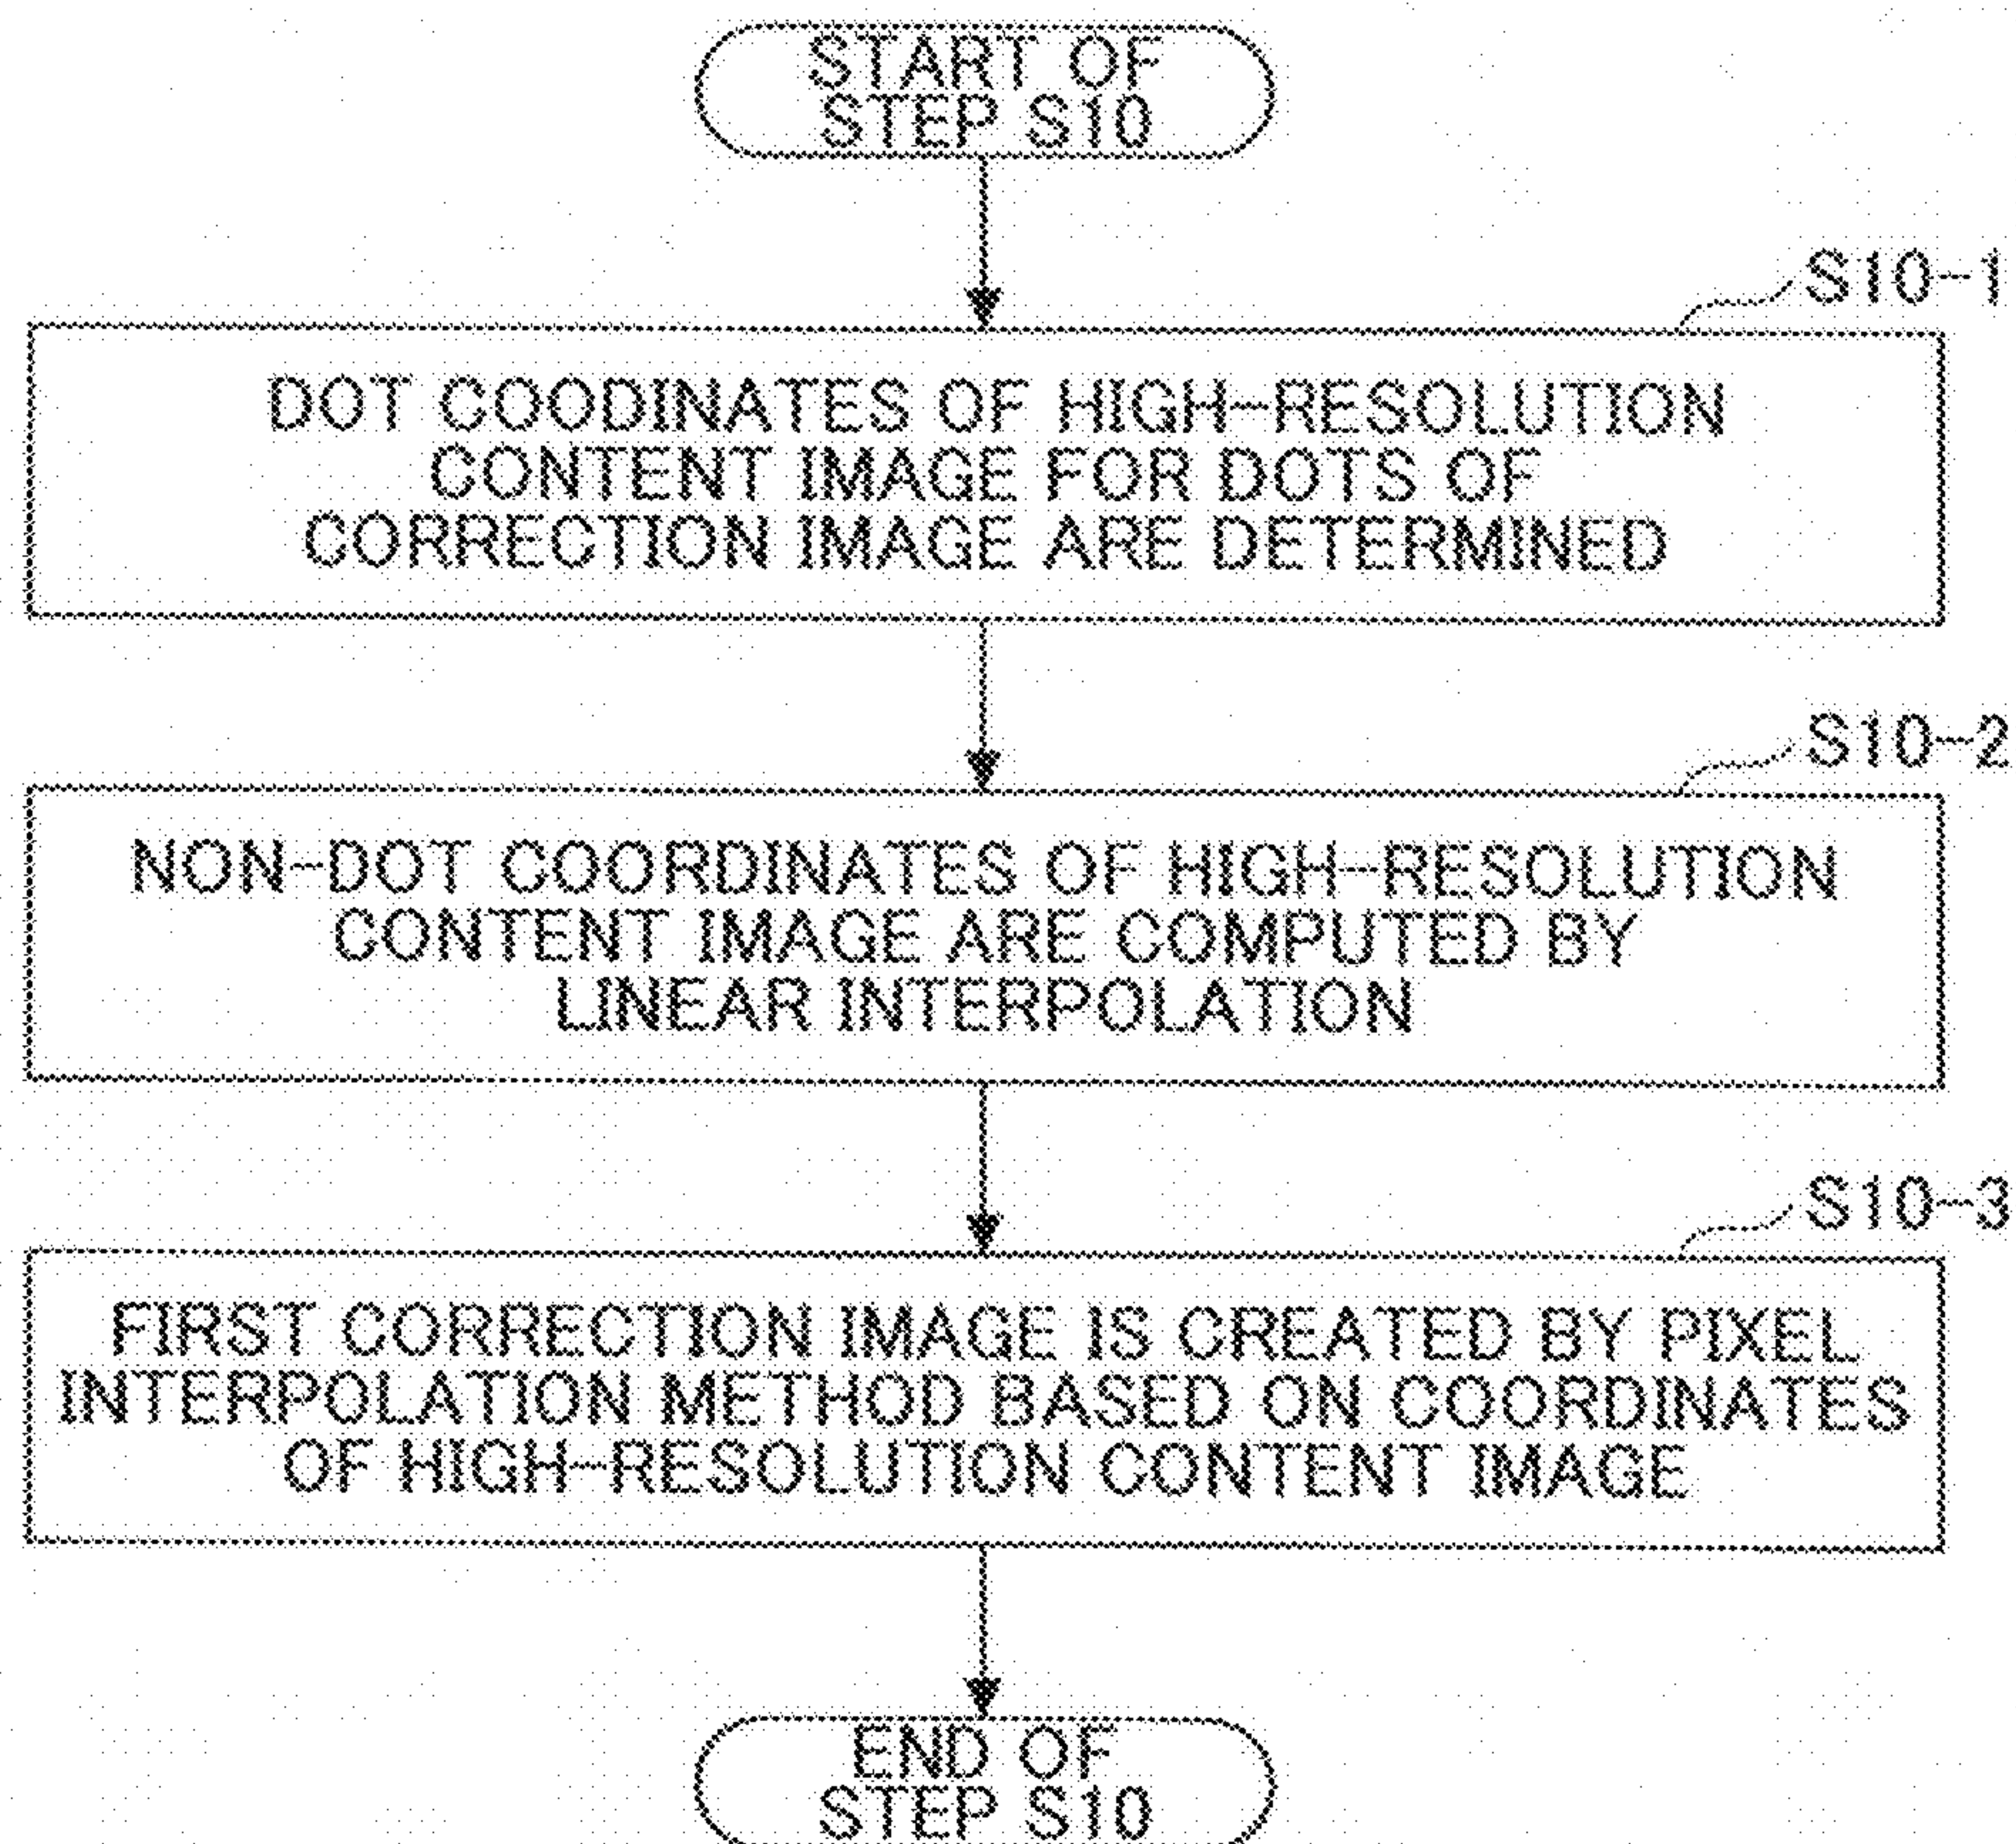 START OF
STEP S10
S10-1
DOT COODINATES OF HIGH-RESOLUTION
CONTENT IMAGE FOR DOTS OF
CORRECTION IMAGE ARE DETERMINED
S10-2
NON-DOT COORDINATES OF HIGH-RESOLUTION
CONTENT IMAGE ARE COMPUTED BY
LINEAR INTERPOLATION
S10-3
FIRST CORRECTION IMAGE IS CREATED BY PIXEL
INTERPOLATION METHOD BASED ON COORDINATES
OF HIGH-RESOLUTION CONTENT IMAGE
END OF
STEP S10